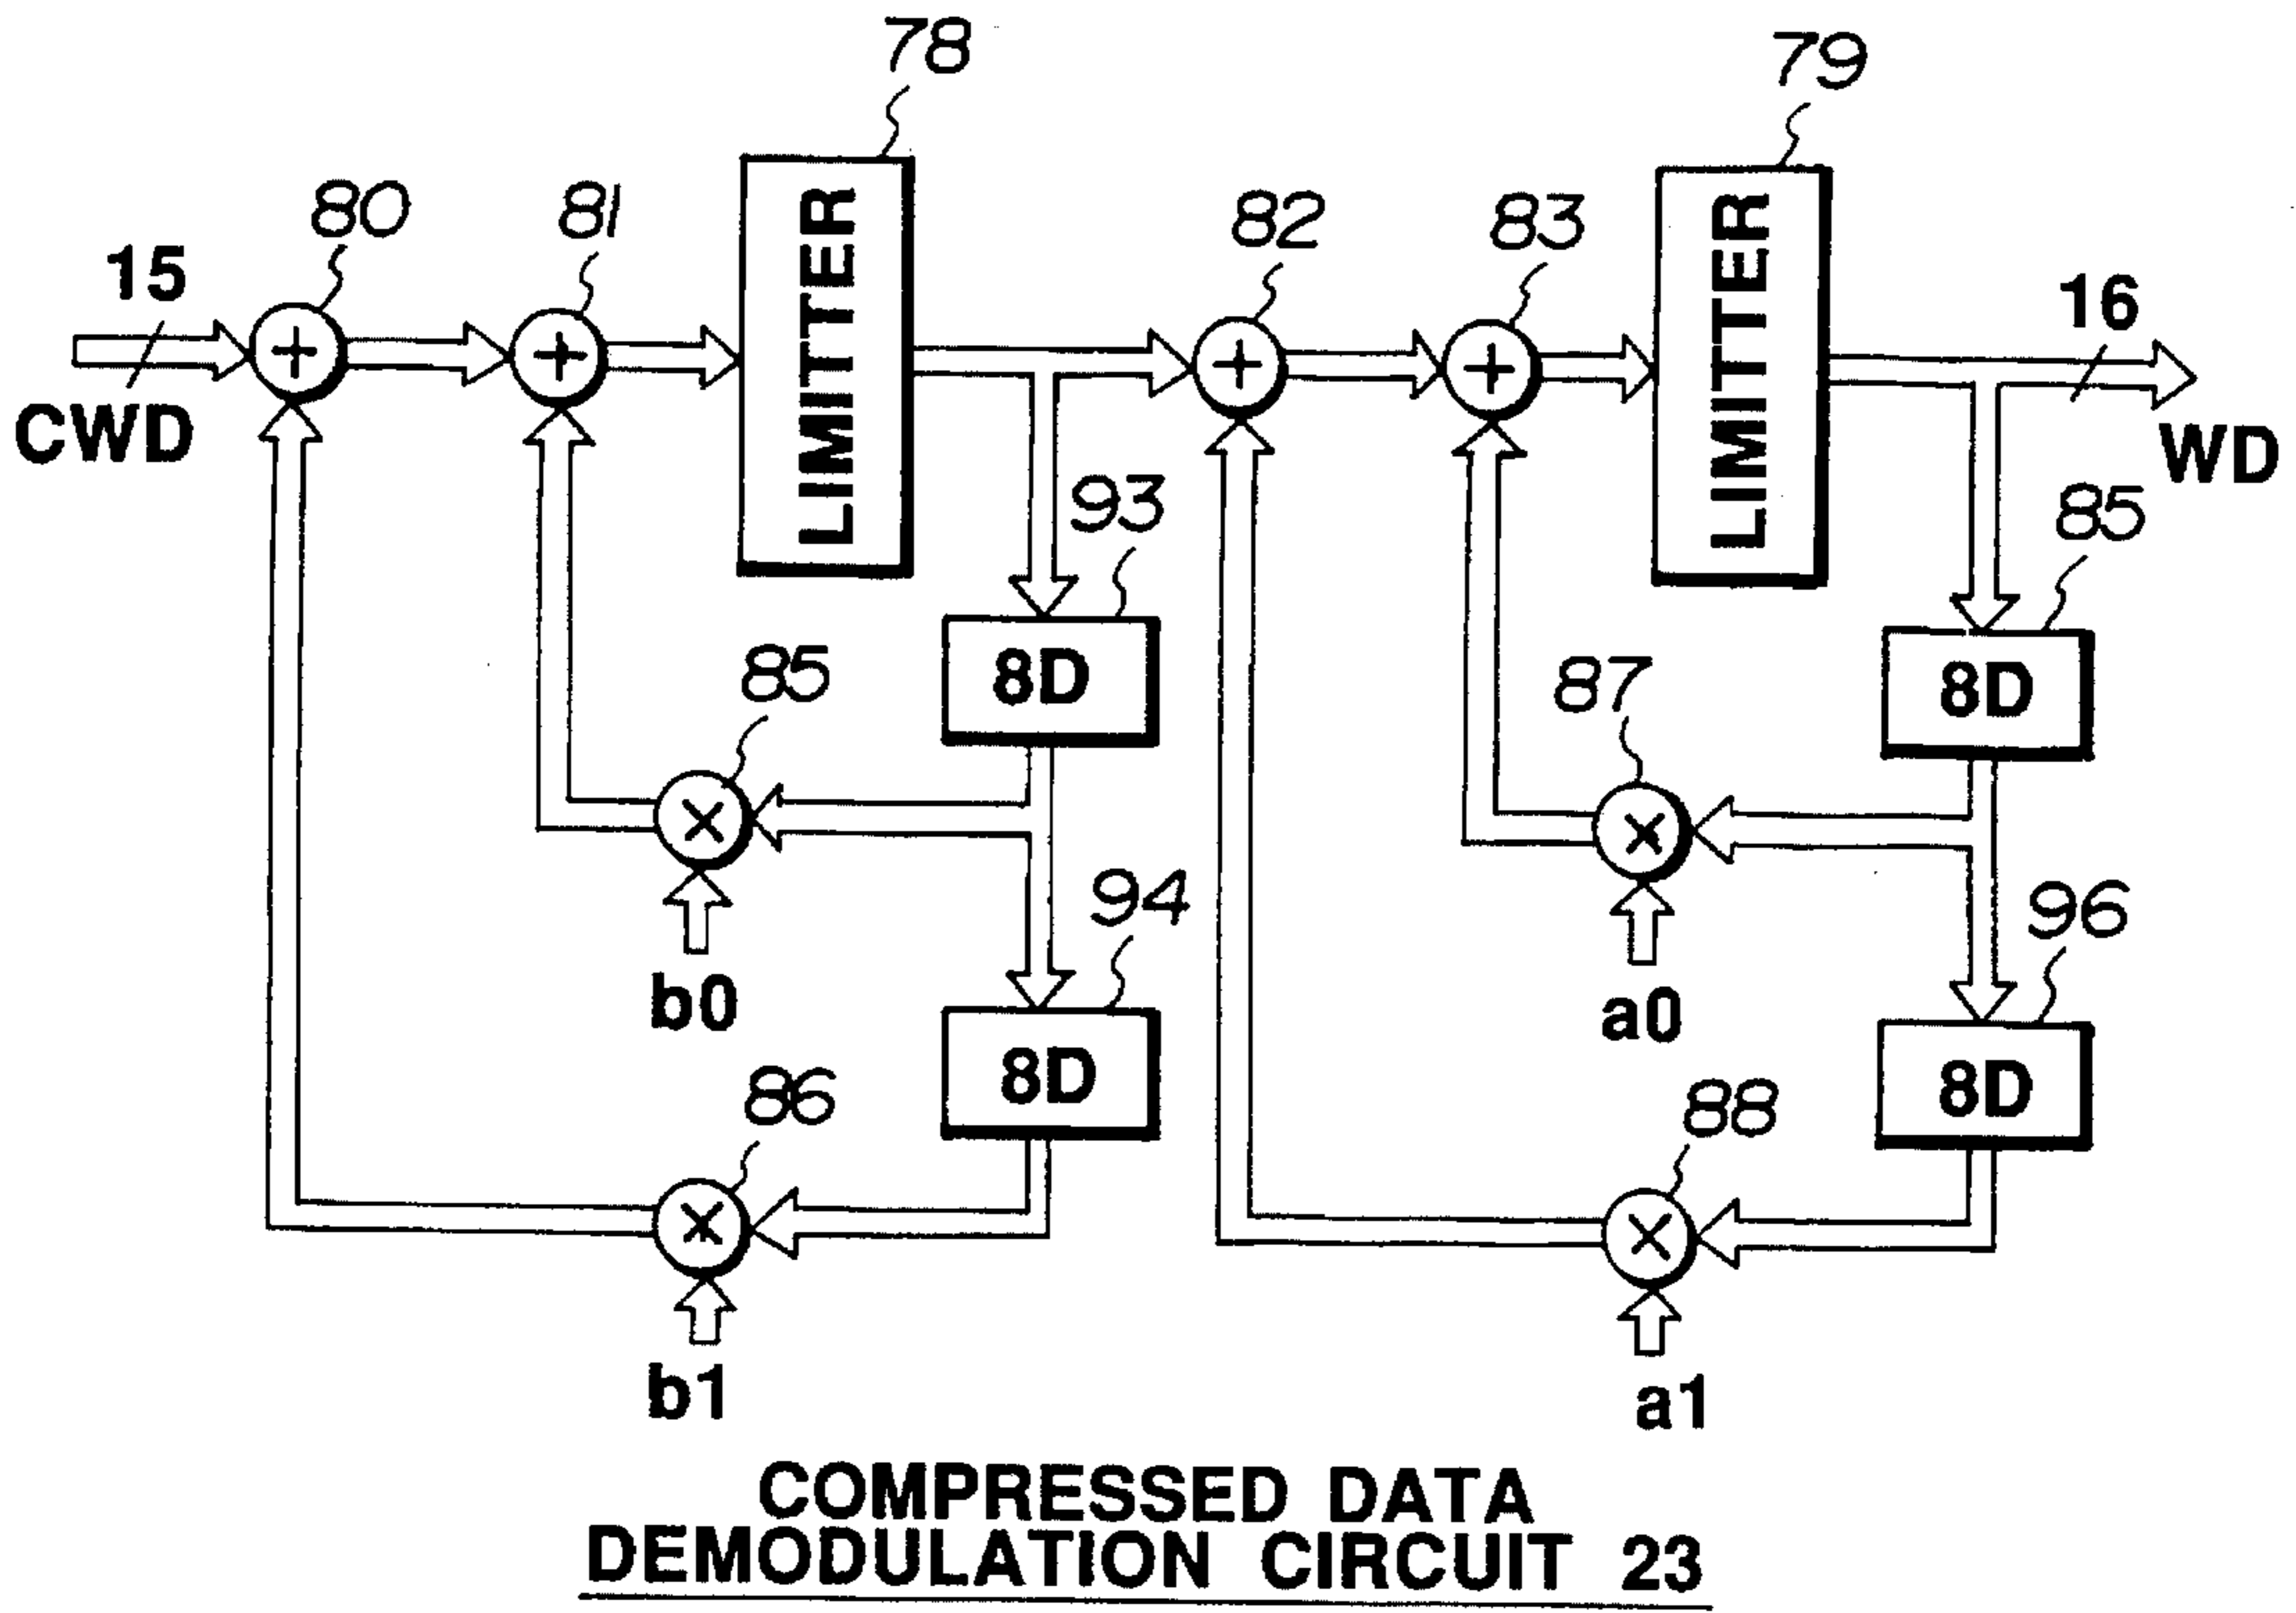 78
79
80
81
82
83
15
16
LIMITTER
LIMITTER
CWD
WD
93
85
8D
8D
85
87
b0
a0
94
96
8D
8D
86
88
b1
a1
COMPRESSED DATA
DEMODULATION CIRCUIT 23